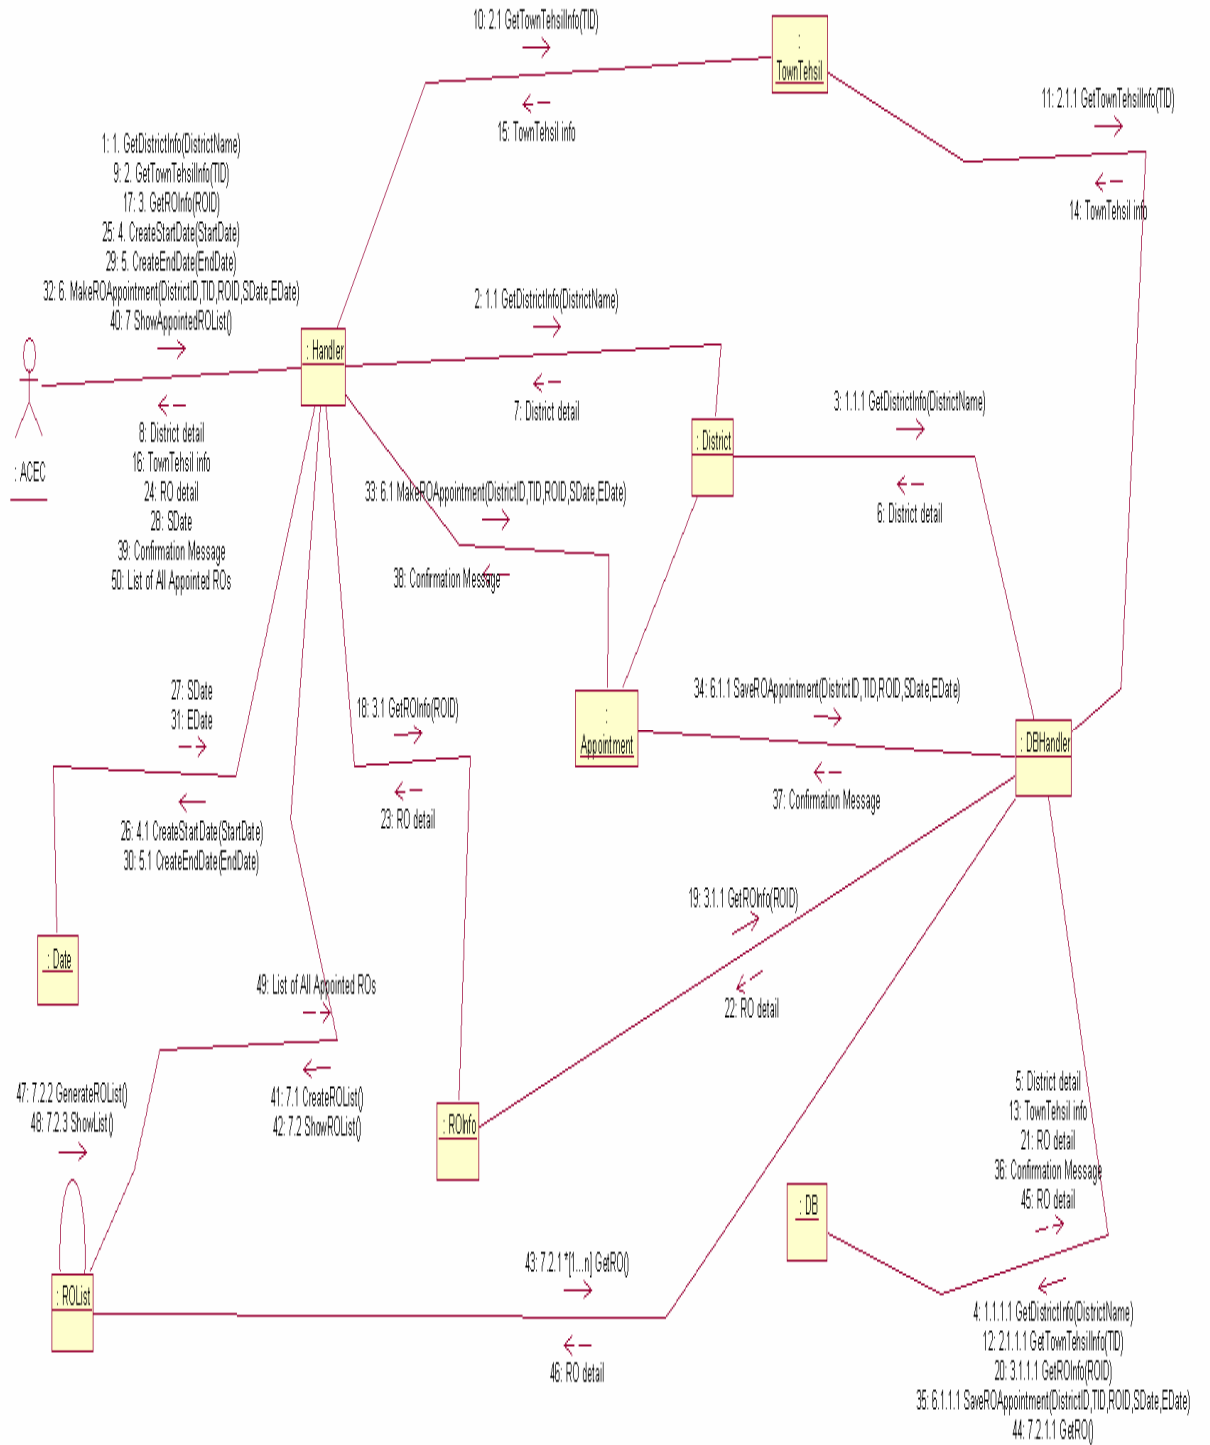 10: 2.1 GetTownTehsilInfo(TID)
:
TownTehsil
11: 2.1.1 GetTownTehsilInfo(TID)
15: TownTehsil info
14: TownTehsil info
1: 1. GetDistrictInfo(DistrictName)
9: 2. GetTownTehsilInfo(TID)
17: 3. GetROInfo(ROID)
25: 4. CreateStartDate(StartDate)
29: 5. CreateEndDate(EndDate)
32: 6. MakeROAppointment(DistrictID,TID,ROID,SDate,EDate)
40: 7 ShowAppointedROList()
: Handler
2: 1.1 GetDistrictInfo(DistrictName)
7: District detail
: ACEC
8: District detail
16: TownTehsil info
24: RO detail
28: SDate
39: Confirmation Message
50: List of All Appointed ROs
: District
3: 1.1.1 GetDistrictInfo(DistrictName)
6: District detail
33: 6.1 MakeROAppointment(DistrictID,TID,ROID,SDate,EDate)
38: Confirmation Message
27: SDate
31: EDate
26: 4.1 CreateStartDate(StartDate)
30: 5.1 CreateEndDate(EndDate)
18: 3.1 GetROInfo(ROID)
23: RO detail
:
Appointment
34: 6.1.1 SaveROAppointment(DistrictID,TID,ROID,SDate,EDate)
37: Confirmation Message
: DBHandler
: Date
19: 3.1.1 GetROInfo(ROID)
22: RO detail
49: List of All Appointed ROs
41: 7.1 CreateROList()
42: 7.2 ShowROList()
47: 7.2.2 GenerateROList()
48: 7.2.3 ShowList()
: ROInfo
5: District detail
13: TownTehsil info
21: RO detail
36: Confirmation Message
45: RO detail
: DB
: ROList
43: 7.2.1 *[1...n] GetRO()
46: RO detail
4: 1.1.1.1 GetDistrictInfo(DistrictName)
12: 2.1.1.1 GetTownTehsilInfo(TID)
20: 3.1.1.1 GetROInfo(ROID)
35: 6.1.1.1 SaveROAppointment(DistrictID,TID,ROID,SDate,EDate)
44: 7.2.1.1 GetRO()